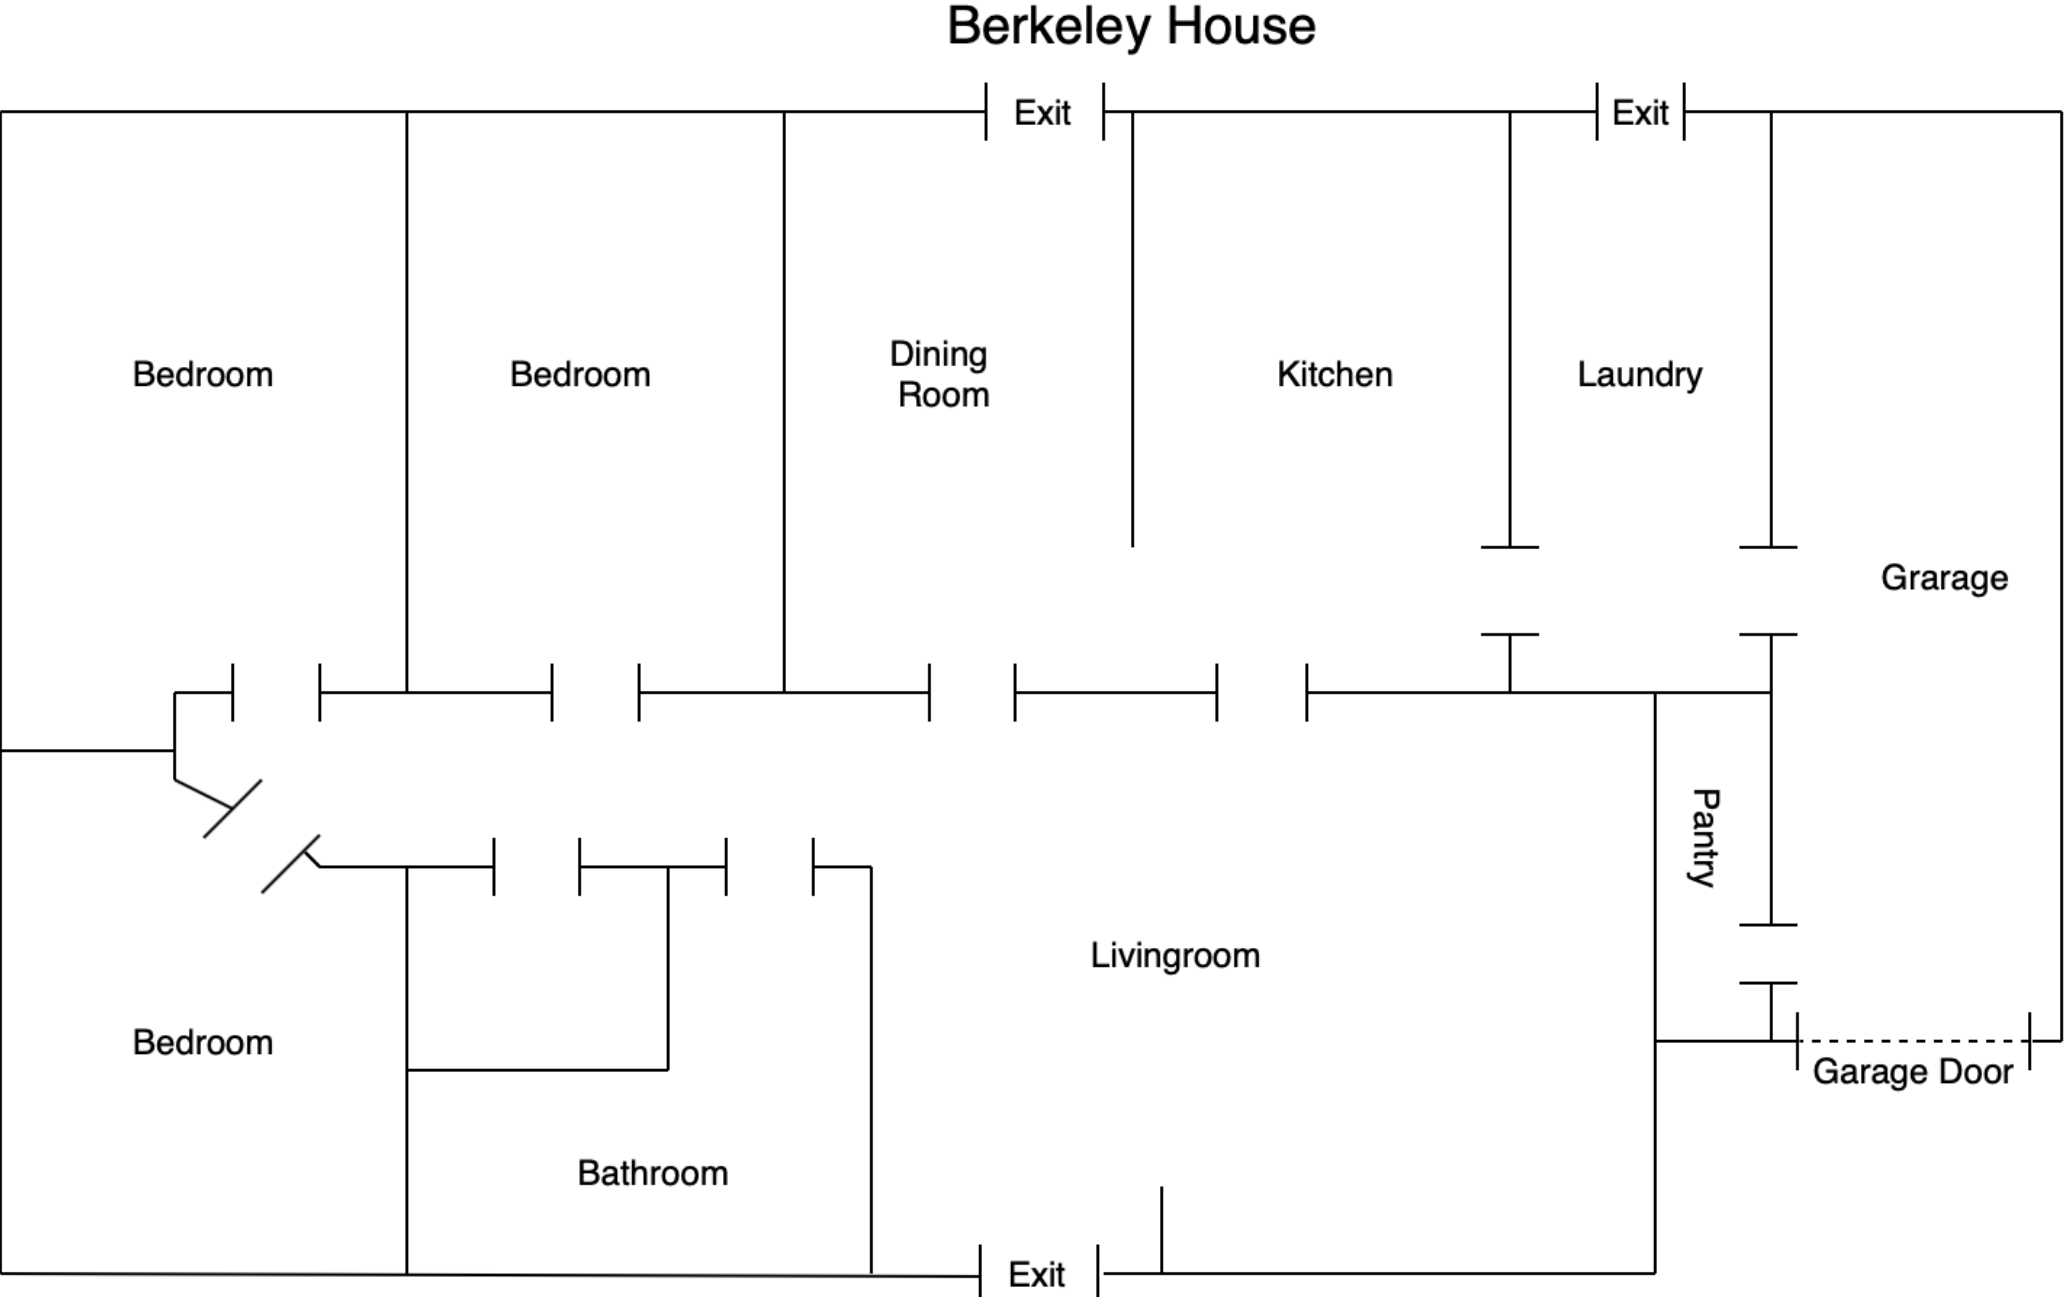 Berkeley House
Exit
Exit
Bedroom
Bedroom
Dining
Room
Kitchen
Laundry
Grarage
Pantry
Livingroom
Bedroom
Garage Door
Bathroom
Exit